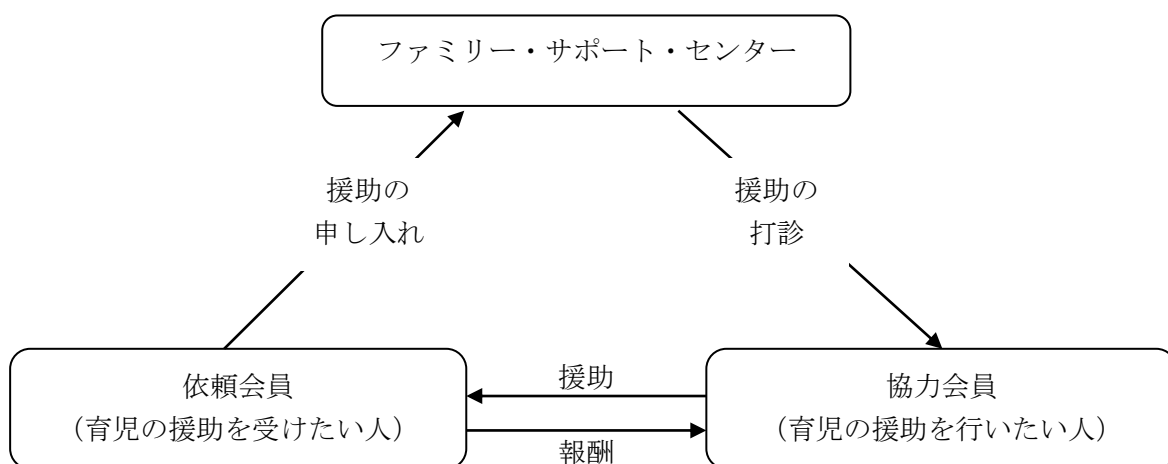 ファミリー・サポート・センター
援助の
申し入れ
援助の
打診
依頼会員
（育児の援助を受けたい人）
援助
報酬
協力会員
（育児の援助を行いたい人）